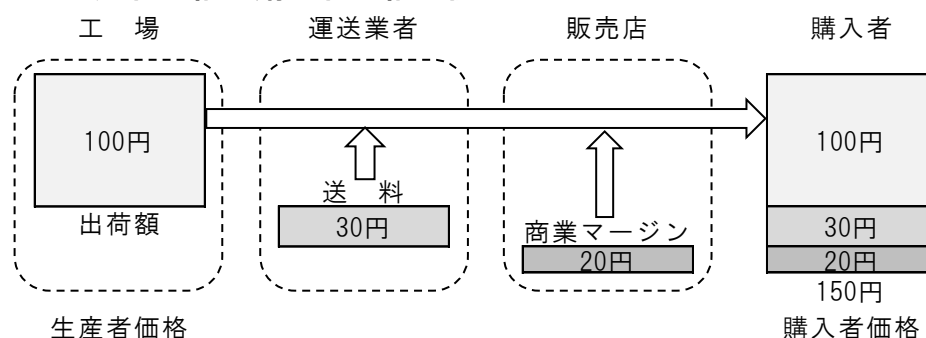 工 場 運送業者 販売店 購入者
100円 100円
送 料
出荷額 30円 商業マージン 30円
20円 20円
150円
生産者価格 購入者価格